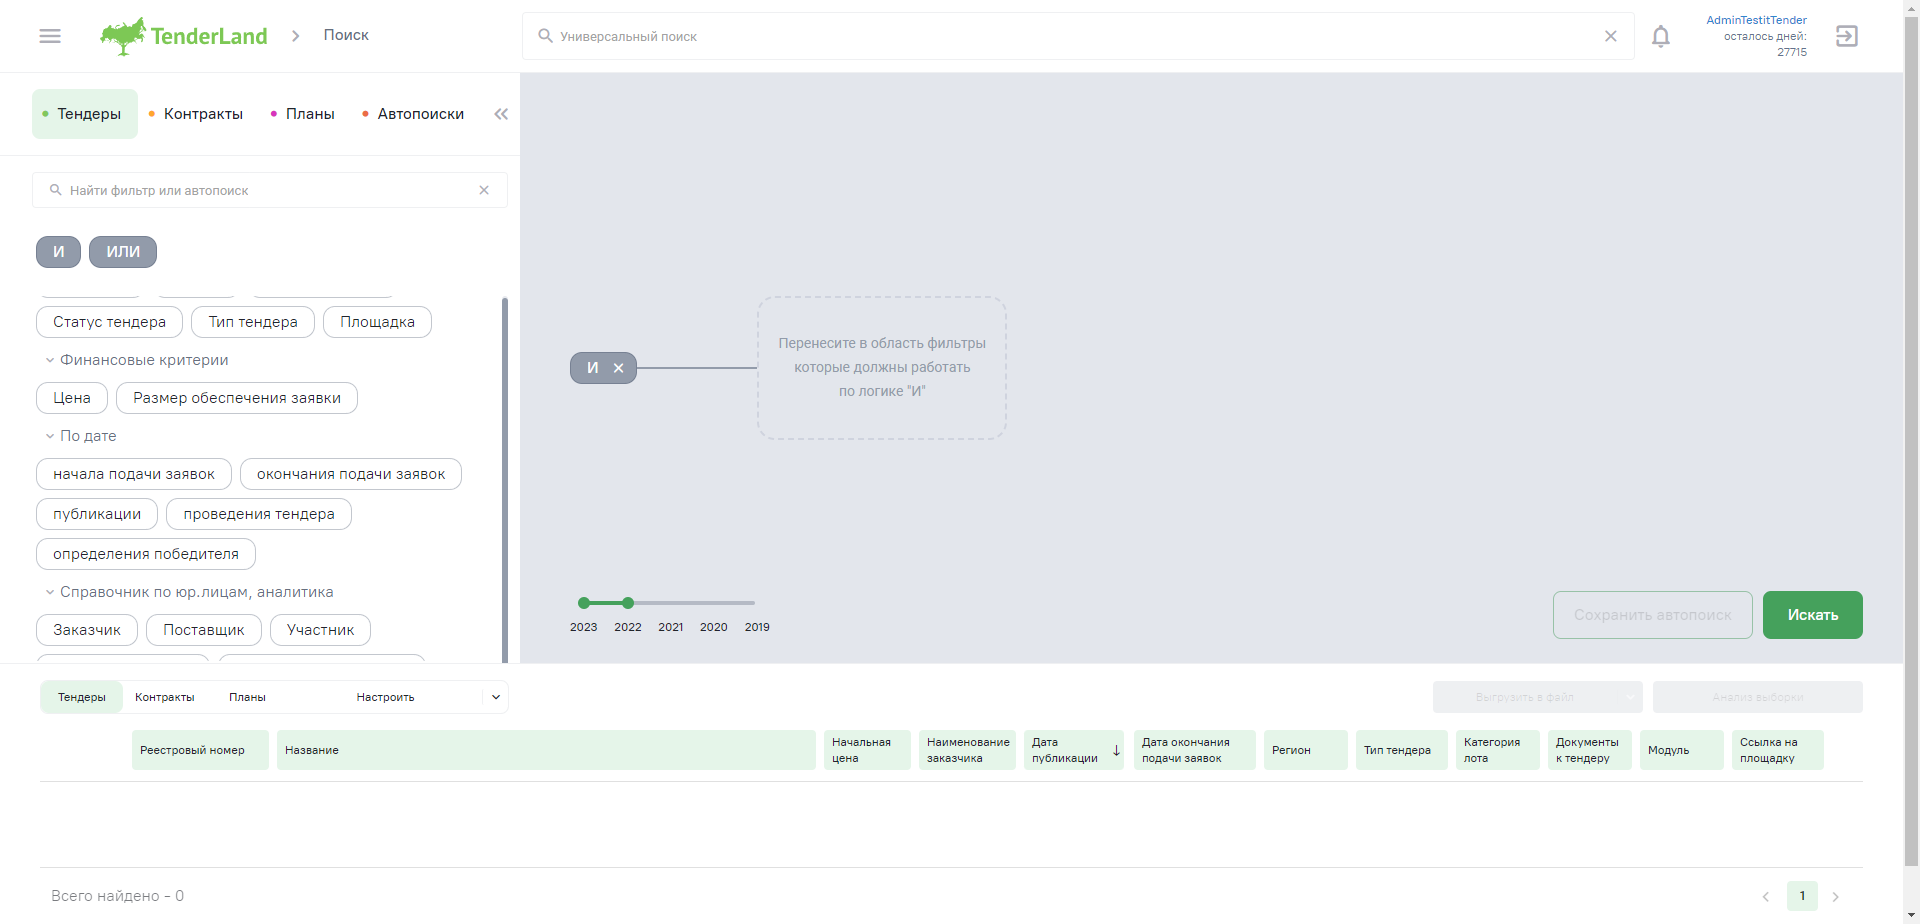 TenderLand
Поиск
Универсальный поиск
AdminTestitTender
осталось дней:
27715
Тендеры
Контракты
Планы
Автопоиски
Найти фильтр или автопоиск
И
ИЛИ
Статус тендера
Тип тендера
Площадка
Финансовые критерии
Цена
Размер обеспечения заявки
По дате
начала подачи заявок
окончания подачи заявок
публикации
проведения тендера
определения победителя
Справочник по юр.лицам, аналитика
Заказчик
Поставщик
Участник
И
Перенесите в область фильтры
которые должны работать
по логике "И"
2023 2022 2021 2020 2019
Сохранить автопоиск
Искать
Тендеры
Контракты
Планы
Настроить
Выгрузить в файл
Анализ выборки
Реестровый номер
Название
Начальная
цена
Наименование
заказчика
Дата
публикации
Дата окончания
подачи заявок
Регион
Тип тендера
Категория
лота
Документы
к тендеру
Модуль
Ссылка на
площадку
Всего найдено - 0
1